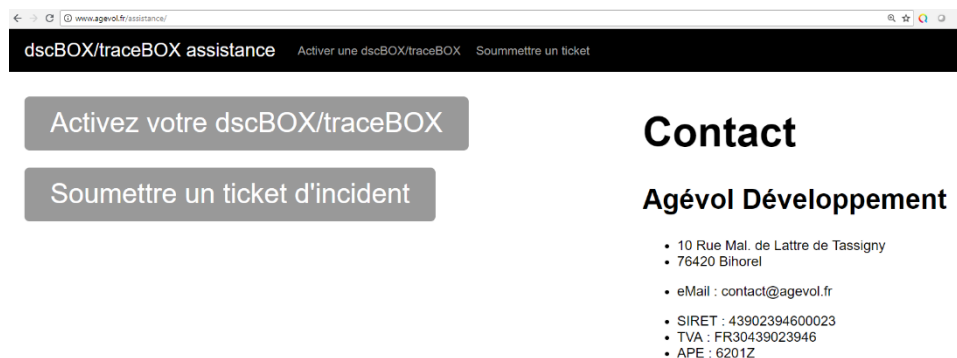 www.agevol.fr/assistance/
dscBOX/traceBOX assistance Activer une dscBOX/traceBOX Soummettre un ticket
Activez votre dscBOX/traceBOX
Soumettre un ticket d'incident
Contact
Agévol Développement
10 Rue Mal. de Lattre de Tassigny
76420 Bihorel
eMail : contact@agevol.fr
SIRET : 43902394600023
TVA : FR30439023946
APE : 6201Z